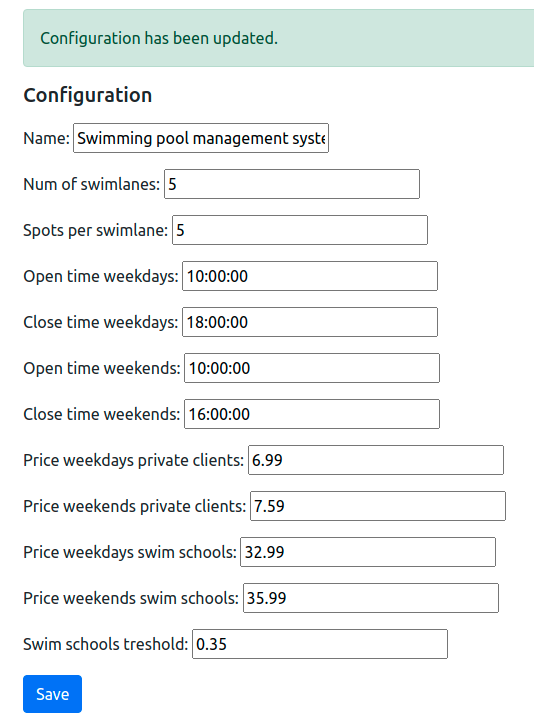 Configuration has been updated.
Configuration
Name: Swimming pool management syste
Num of swimlanes: 5
Spots per swimlane: 5
Open time weekdays: 10:00:00
Close time weekdays: 18:00:00
Open time weekends: 10:00:00
Close time weekends: 16:00:00
Price weekdays private clients: 6.99
Price weekends private clients: 7.59
Price weekdays swim schools: 32.99
Price weekends swim schools: 35.99
Swim schools treshold: 0.35
Save